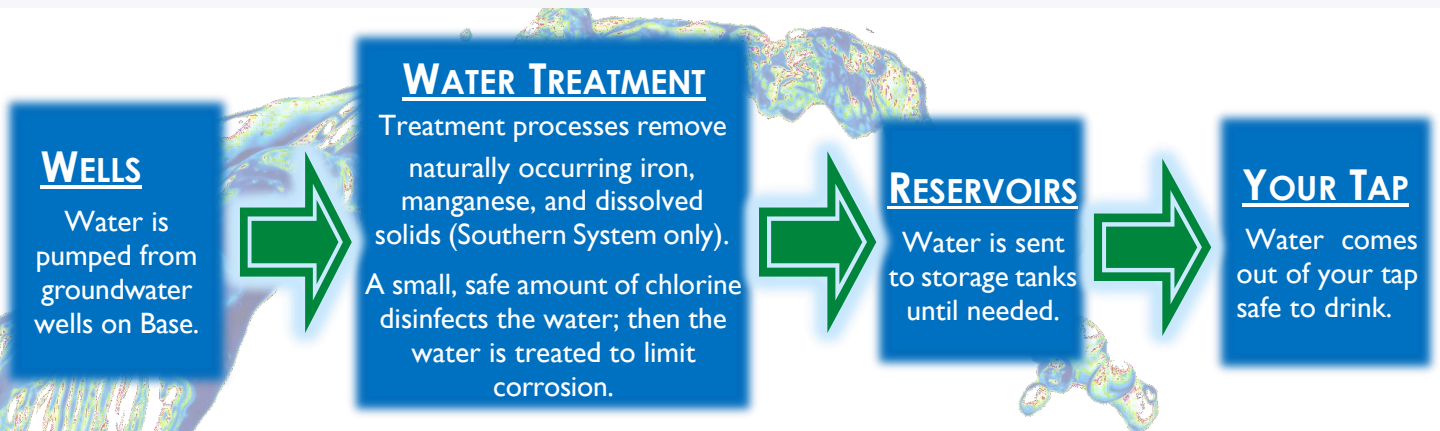 WELLS
Water is
pumped from
groundwater
wells on Base.
WATER TREATMENT
Treatment processes remove
naturally occurring iron,
manganese, and dissolved
solids (Southern System only).
A small, safe amount of chlorine
disinfects the water; then the
water is treated to limit
corrosion.
RESERVOIRS
Water is sent
to storage tanks
until needed.
YOUR TAP
Water comes
out of your tap
safe to drink.